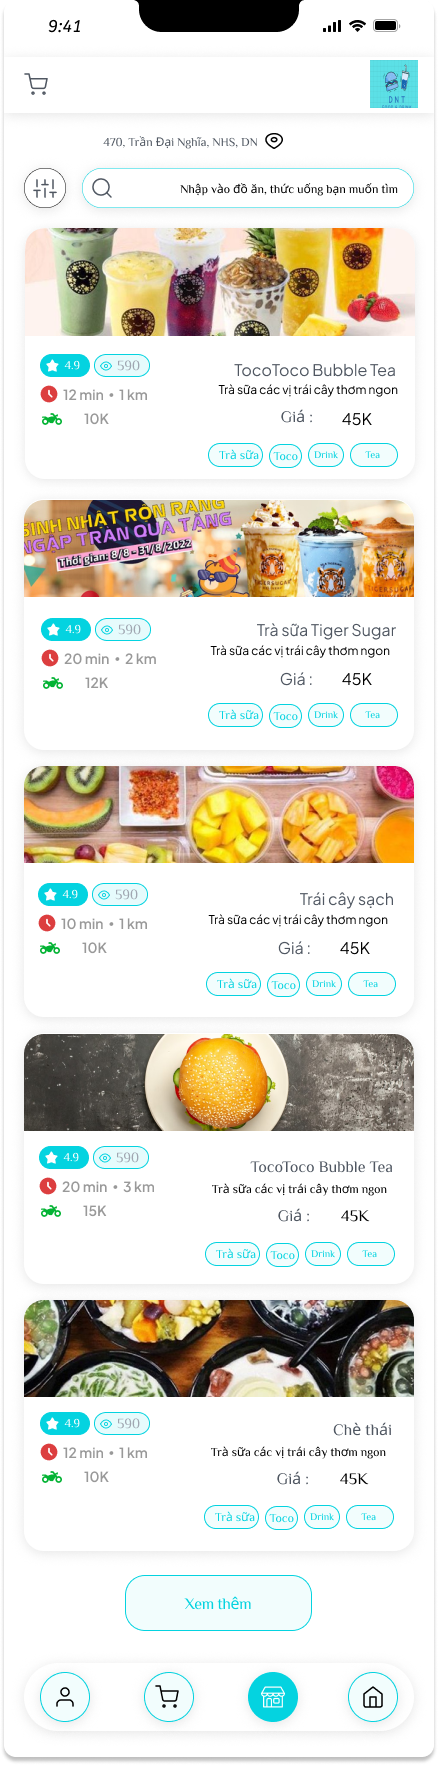 9:41
DNT
470, Trần Đại Nghĩa, NHS, DN
Nhập vào đồ ăn, thức uống bạn muốn tìm
4.9 590 TocoToco Bubble Tea
12 min • 1 km Trà sữa các vị trái cây thơm ngon
10K Giá : 45K
Trà sữa Toco Drink Tea
SINH NHẬT RỘN RÀNG
NGẬP TRÀN QUÀ TẶNG
Thời gian: 8/8 - 31/8/2022
TIGER SUGAR
4.9 590 Trà sữa Tiger Sugar
20 min • 2 km Trà sữa các vị trái cây thơm ngon
12K Giá : 45K
Trà sữa Toco Drink Tea
4.9 590 Trái cây sạch
10 min • 1 km Trà sữa các vị trái cây thơm ngon
10K Giá : 45K
Trà sữa Toco Drink Tea
4.9 590 TocoToco Bubble Tea
20 min • 3 km Trà sữa các vị trái cây thơm ngon
15K Giá : 45K
Trà sữa Toco Drink Tea
4.9 590 Chè thái
12 min • 1 km Trà sữa các vị trái cây thơm ngon
10K Giá : 45K
Trà sữa Toco Drink Tea
Xem thêm